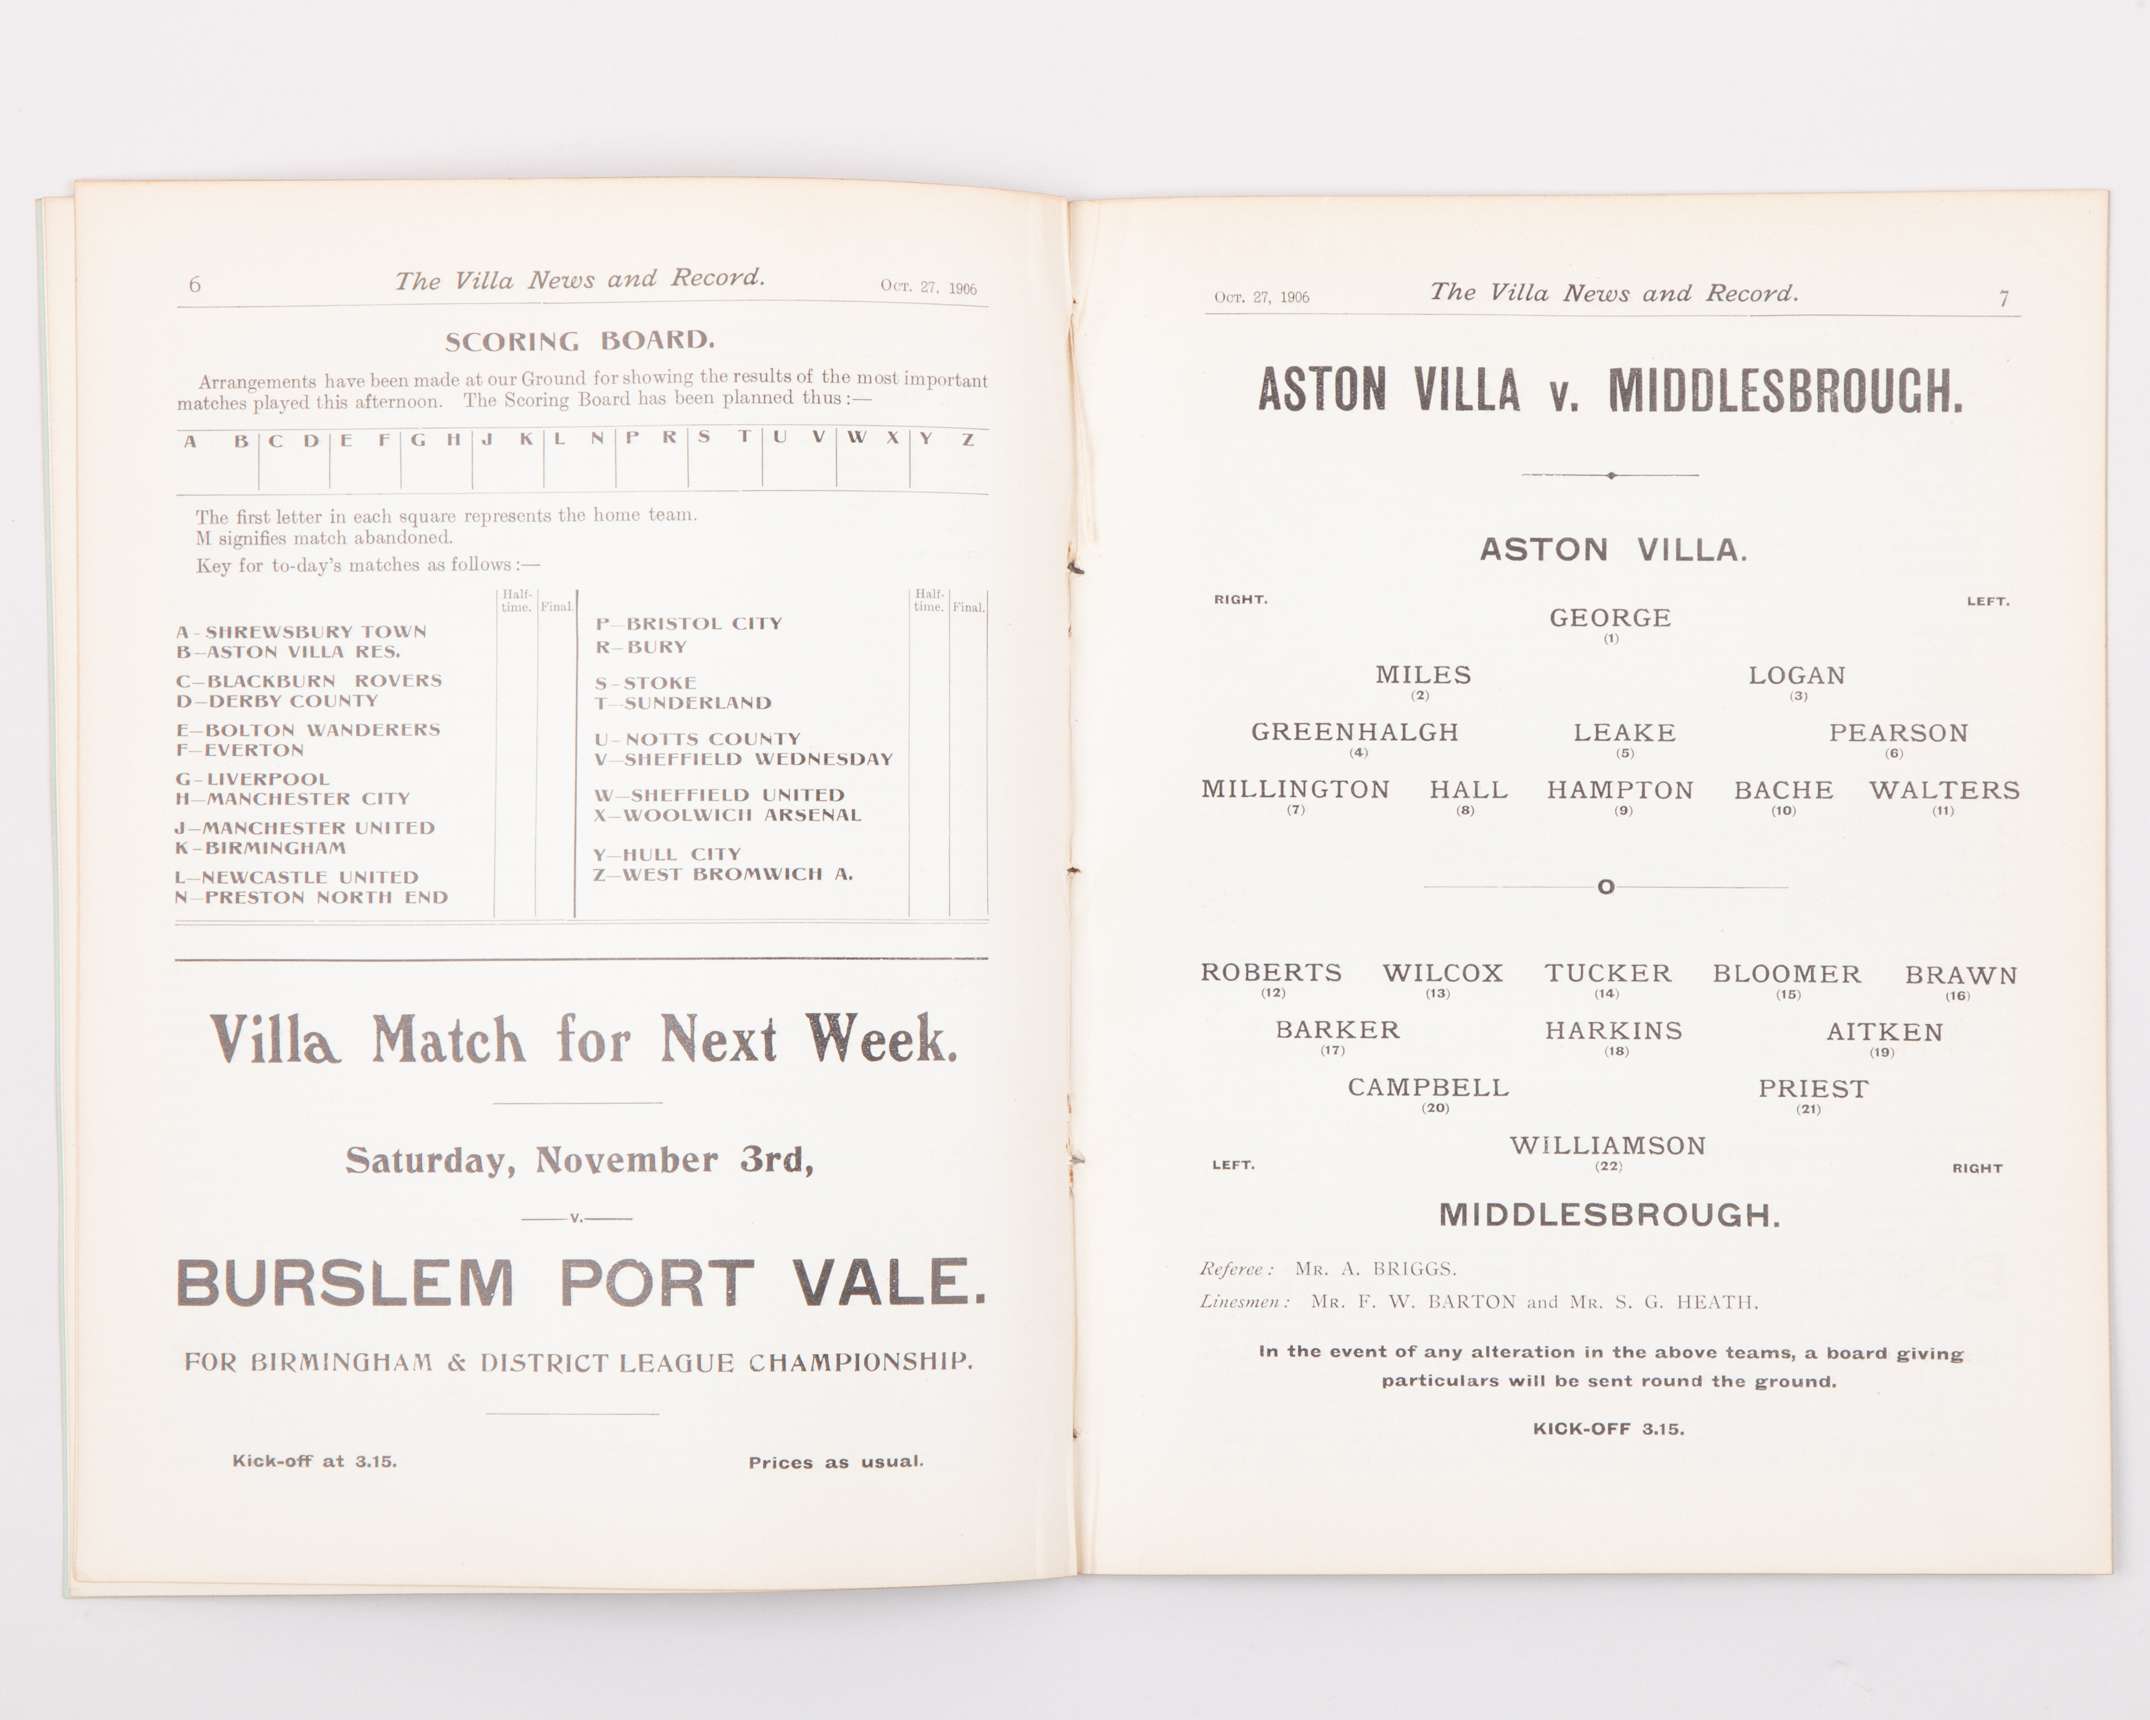 6 The Villa News and Record. Oct. 27, 1906
SCORING BOARD.
Arrangements have been made at our Ground for showing the results of the most important
matches played this afternoon. The Scoring Board has been planned thus:—
A B C D E F G H J K L N P R S T U V W X Y Z
The first letter in each square represents the home team.
M signifies match abandoned.
Key for to-day's matches as follows:—
Half-time. Final.
A-SHREWSBURY TOWN
B—ASTON VILLA RES.
C—BLACKBURN ROVERS
D—DERBY COUNTY
E—BOLTON WANDERERS
F—EVERTON
G-LIVERPOOL
H—MANCHESTER CITY
J—MANCHESTER UNITED
K-BIRMINGHAM
L—NEWCASTLE UNITED
N—PRESTON NORTH END
Half-time. Final.
P—BRISTOL CITY
R—BURY
S-STOKE
T—SUNDERLAND
U-NOTTS COUNTY
V—SHEFFIELD WEDNESDAY
W—SHEFFIELD UNITED
X—WOOLWICH ARSENAL
Y—HULL CITY
Z—WEST BROMWICH A.
Villa Match for Next Week.
Saturday, November 3rd,
v.
BURSLEM PORT VALE.
FOR BIRMINGHAM & DISTRICT LEAGUE CHAMPIONSHIP.
Kick-off at 3.15. Prices as usual.
Oct. 27, 1906 The Villa News and Record. 7
ASTON VILLA v. MIDDLESBROUGH.
ASTON VILLA.
RIGHT. LEFT.
GEORGE
(1)
MILES LOGAN
(2) (3)
GREENHALGH LEAKE PEARSON
(4) (5) (6)
MILLINGTON HALL HAMPTON BACHE WALTERS
(7) (8) (9) (10) (11)
O
ROBERTS WILCOX TUCKER BLOOMER BRAWN
(12) (13) (14) (15) (16)
BARKER HARKINS AITKEN
(17) (18) (19)
CAMPBELL PRIEST
(20) (21)
WILLIAMSON
(22)
LEFT. RIGHT
MIDDLESBROUGH.
Referee: Mr. A. BRIGGS.
Linesmen: Mr. F. W. BARTON and Mr. S. G. HEATH.
In the event of any alteration in the above teams, a board giving
particulars will be sent round the ground.
KICK-OFF 3.15.